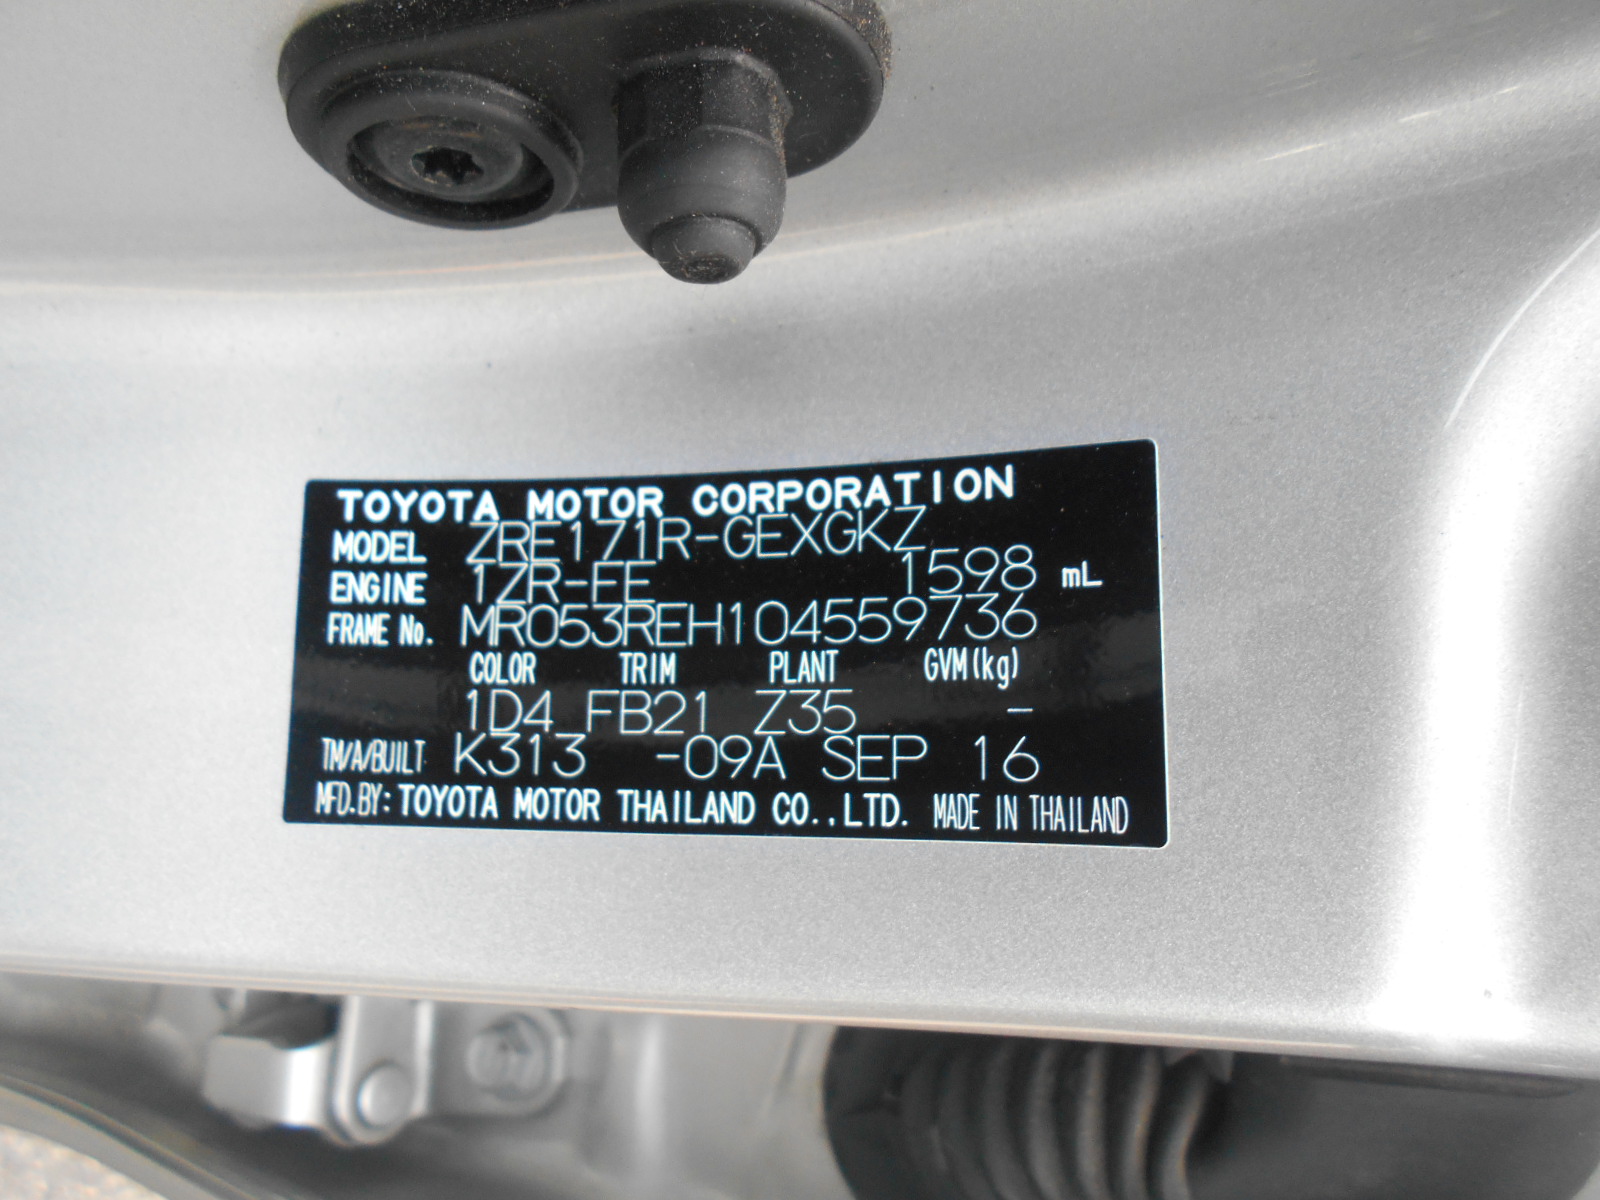 TOYOTA MOTOR CORPORATION
MODEL ZRE171R-GEXGKZ
ENGINE 1ZR-FE 1598 mL
FRAME No. MR053REH104559736
COLOR TRIM PLANT GVM(kg)
1D4 FB21 Z35 -
TM/A/BUILT K313 -09A SEP 16
MFD.BY: TOYOTA MOTOR THAILAND CO.,LTD. MADE IN THAILAND